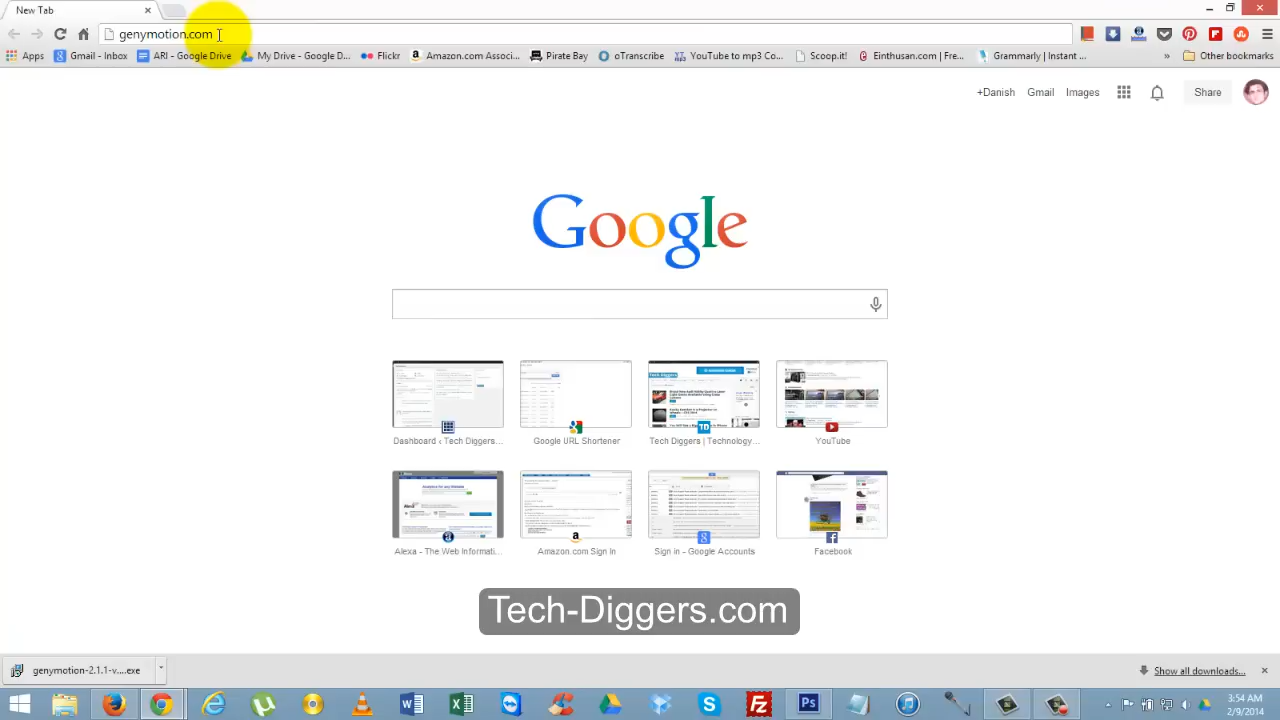 New Tab
genymotion.com
Apps
Gmail - Inbox
ARI - Google Drive
My Drive - Google D...
Flickr
Amazon.com Assoc...
Pirate Bay
oTranscribe
YouTube to mp3 Co...
Scoop.it!
Einthusan.com | Fre...
Grammarly | Instant ...
»
Other bookmarks
+Danish
Gmail
Images
Share
Google
Dashboard ‹ Tech Diggers...
Google URL Shortener
Tech Diggers | Technology...
YouTube
Alexa - The Web Informati...
Amazon.com Sign In
Sign in - Google Accounts
Facebook
Tech-Diggers.com
genymotion-2.1.1-v....exe
Show all downloads...
3:54 AM
2/9/2014